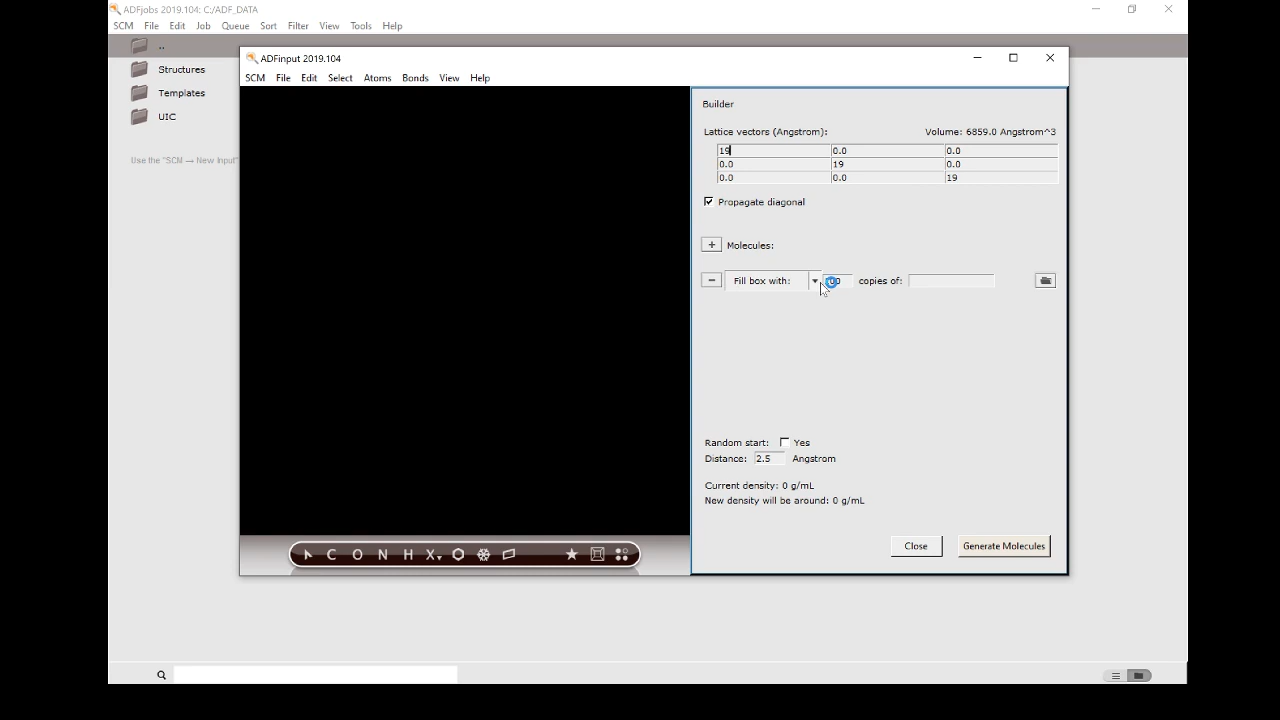 ADFjobs 2019.104: C:/ADF_DATA
SCM File Edit Job Queue Sort Filter View Tools Help
..
Structures
Templates
UIC
Use the "SCM → New Input"
ADFinput 2019.104
SCM File Edit Select Atoms Bonds View Help
Builder
Lattice vectors (Angstrom): Volume: 6859.0 Angstrom^3
19 0.0 0.0
0.0 19 0.0
0.0 0.0 19
Propagate diagonal
+ Molecules:
− Fill box with: copies of:
Random start: Yes
Distance: 2.5 Angstrom
Current density: 0 g/mL
New density will be around: 0 g/mL
Close Generate Molecules
C O N H X